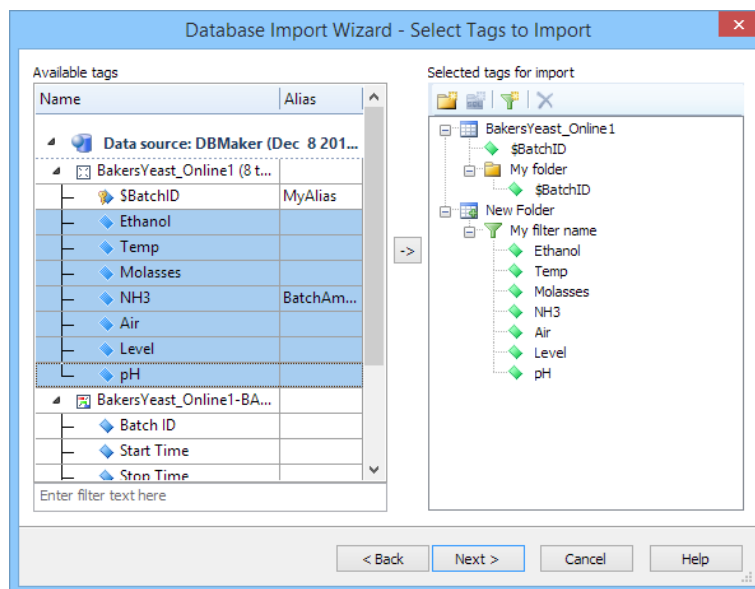 Database Import Wizard - Select Tags to Import
Available tags
Name Alias
Data source: DBMaker (Dec 8 201...
BakersYeast_Online1 (8 t...
$BatchID MyAlias
Ethanol
Temp
Molasses
NH3 BatchAm...
Air
Level
pH
BakersYeast_Online1-BA...
Batch ID
Start Time
Stop Time
Enter filter text here
->
Selected tags for import
BakersYeast_Online1
$BatchID
My folder
$BatchID
New Folder
My filter name
Ethanol
Temp
Molasses
NH3
Air
Level
pH
< Back Next > Cancel Help